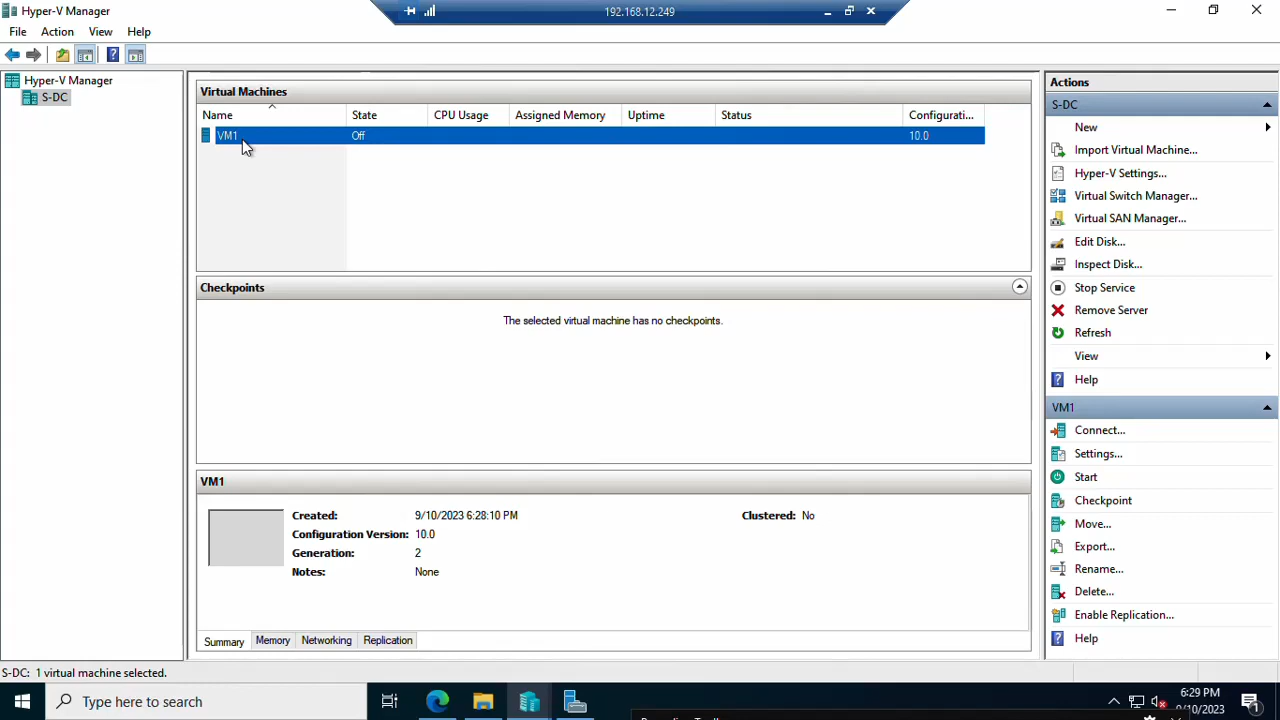 Hyper-V Manager
192.168.12.249
File Action View Help
Hyper-V Manager
S-DC
Virtual Machines
Name State CPU Usage Assigned Memory Uptime Status Configurati...
VM1 Off 10.0
Checkpoints
The selected virtual machine has no checkpoints.
VM1
Created: 9/10/2023 6:28:10 PM Clustered: No
Configuration Version: 10.0
Generation: 2
Notes: None
Summary Memory Networking Replication
Actions
S-DC
New
Import Virtual Machine...
Hyper-V Settings...
Virtual Switch Manager...
Virtual SAN Manager...
Edit Disk...
Inspect Disk...
Stop Service
Remove Server
Refresh
View
Help
VM1
Connect...
Settings...
Start
Checkpoint
Move...
Export...
Rename...
Delete...
Enable Replication...
Help
S-DC: 1 virtual machine selected.
Type here to search
6:29 PM
9/10/2023
1